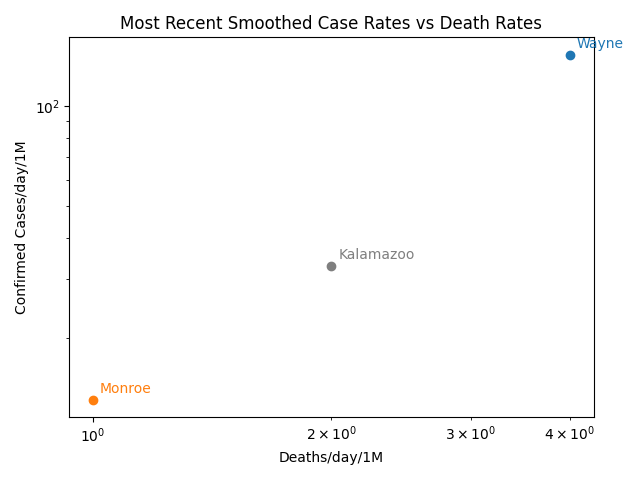 Most Recent Smoothed Case Rates vs Death Rates
Wayne
10²
Confirmed Cases/day/1M
Kalamazoo
Monroe
10⁰
2 × 10⁰
3 × 10⁰
4 × 10⁰
Deaths/day/1M